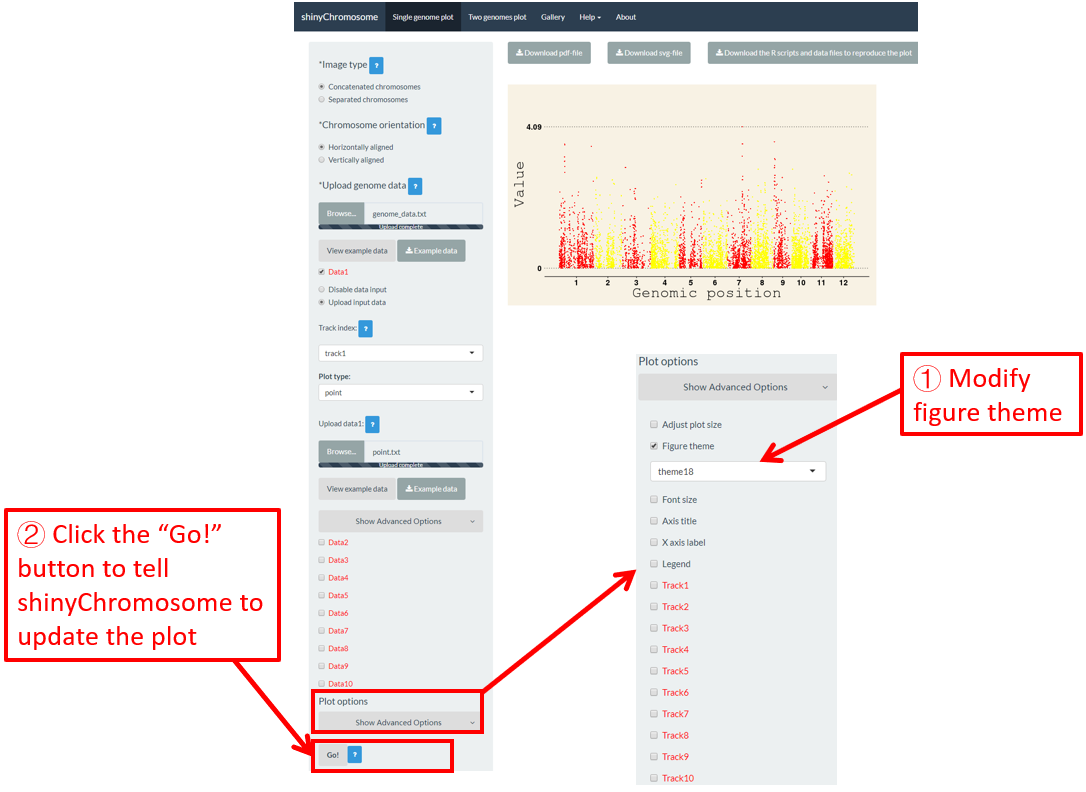 shinyChromosome Single genome plot Two genomes plot Gallery Help About
*Image type ?
Concatenated chromosomes
Separated chromosomes
*Chromosome orientation ?
Horizontally aligned
Vertically aligned
*Upload genome data ?
Browse... genome_data.txt
Upload complete
View example data Example data
Data1
Disable data input
Upload input data
Track index: ?
track1
Plot type:
point
Upload data1: ?
Browse... point.txt
Upload complete
View example data Example data
Show Advanced Options
Data2
Data3
Data4
Data5
Data6
Data7
Data8
Data9
Data10
Plot options
Show Advanced Options
Go! ?
Download pdf-file Download svg-file Download the R scripts and data files to reproduce the plot
4.09
Value
0
1 2 3 4 5 6 7 8 9 10 11 12
Genomic position
Plot options
Show Advanced Options
Adjust plot size
Figure theme
theme18
Font size
Axis title
X axis label
Legend
Track1
Track2
Track3
Track4
Track5
Track6
Track7
Track8
Track9
Track10
① Modify
figure theme
② Click the “Go!”
button to tell
shinyChromosome to
update the plot